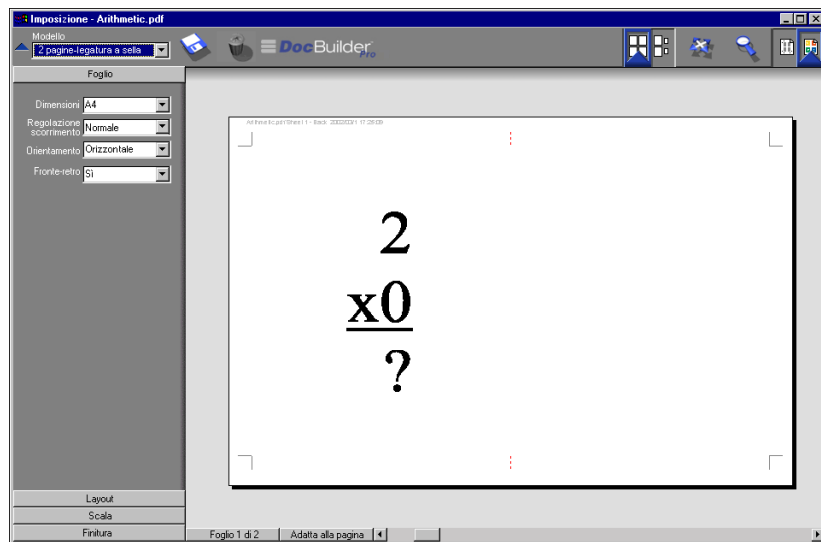 Imposizione - Arithmetic.pdf
Modello
2 pagine-legatura a sella
DocBuilder Pro
Foglio
Dimensioni A4
Regolazione scorrimento Normale
Orientamento Orizzontale
Fronte-retro Sì
2
x0
?
Layout
Scala
Finitura
Foglio 1 di 2
Adatta alla pagina